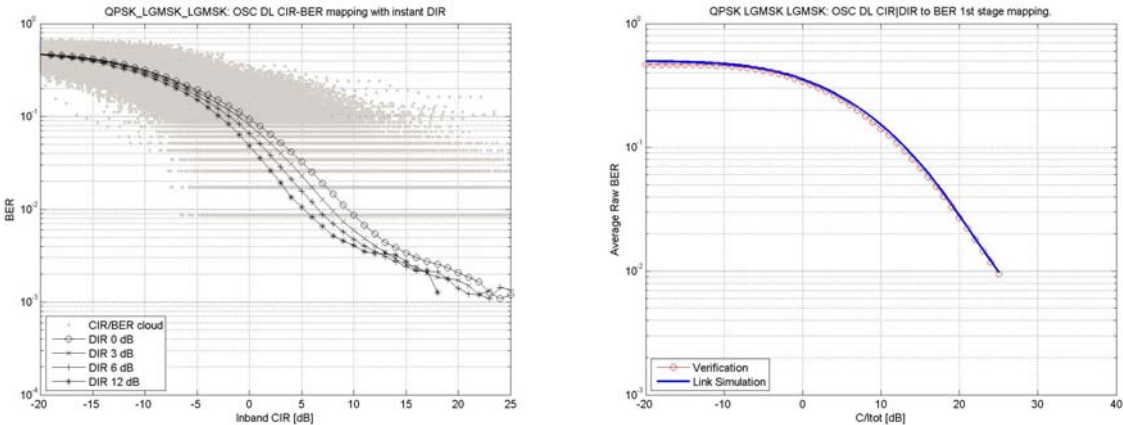 QPSK_LGMSK_LGMSK: OSC DL CIR-BER mapping with instant DIR
10^0
10^-1
10^-2
10^-3
10^-4
BER
CIR/BER cloud
DIR 0 dB
DIR 3 dB
DIR 6 dB
DIR 12 dB
-20 -15 -10 -5 0 5 10 15 20 25
Inband CIR [dB]
QPSK LGMSK LGMSK: OSC DL CIR|DIR to BER 1st stage mapping.
10^0
10^-1
10^-2
10^-3
Average Raw BER
Verification
Link Simulation
-20 -10 0 10 20 30 40
C/Itot [dB]